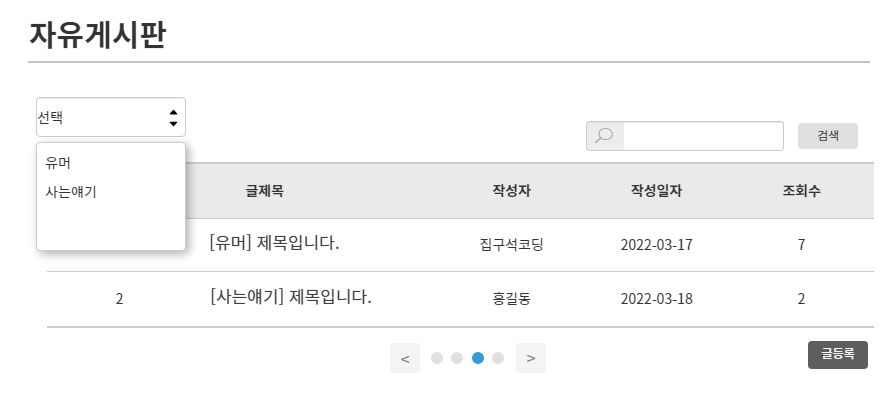 자유게시판
선택
검색
유머
사는얘기
글제목 작성자 작성일자 조회수
[유머] 제목입니다. 집구석코딩 2022-03-17 7
2 [사는얘기] 제목입니다. 홍길동 2022-03-18 2
< >
글등록